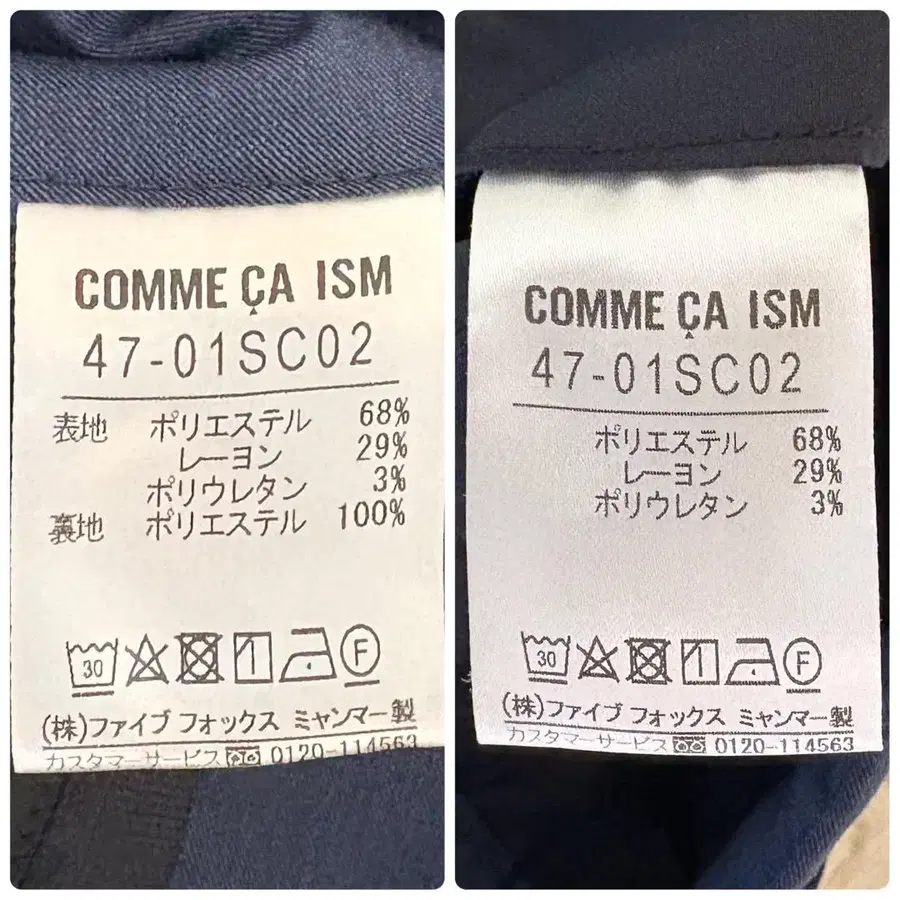 COMME ÇA ISM
47-01SC02
表地 ポリエステル 68%
レーヨン 29%
ポリウレタン 3%
裏地 ポリエステル 100%
30 F
(株)ファイブ フォックス ミャンマー製
カスタマーサービス 0120-114563
COMME ÇA ISM
47-01SC02
ポリエステル 68%
レーヨン 29%
ポリウレタン 3%
30 F
(株)ファイブ フォックス ミャンマー製
カスタマーサービス 0120-114563